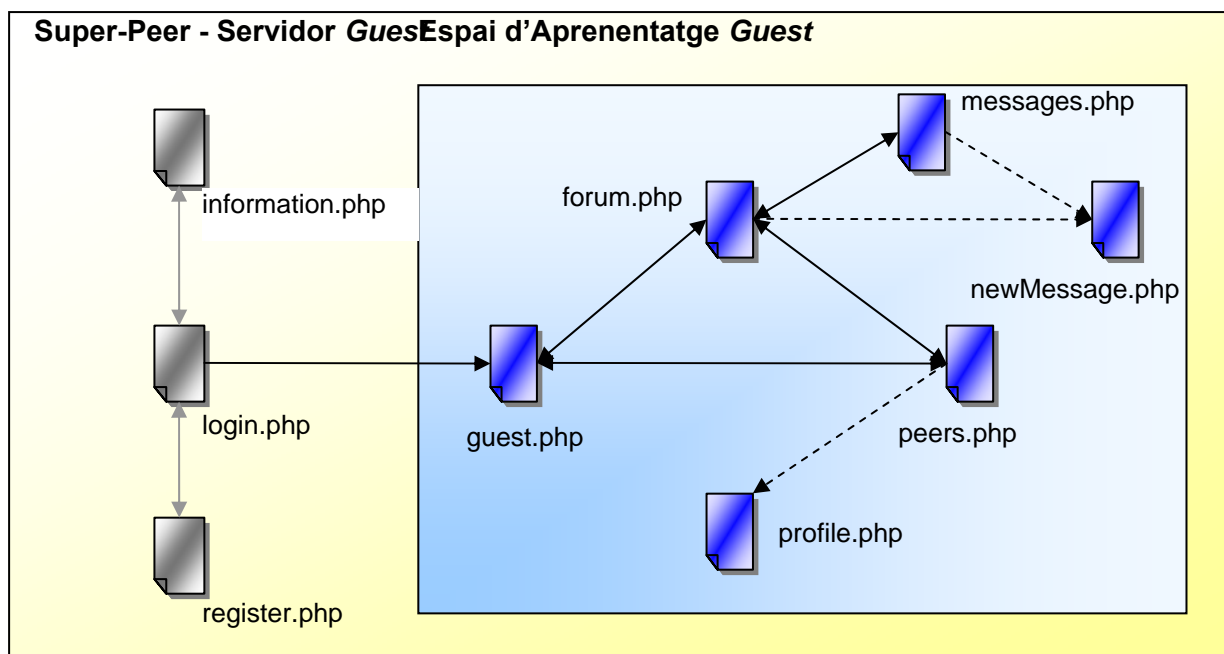 Super-Peer - Servidor Guest
Espai d'Aprenentatge Guest
messages.php
information.php
forum.php
newMessage.php
login.php
guest.php
peers.php
profile.php
register.php